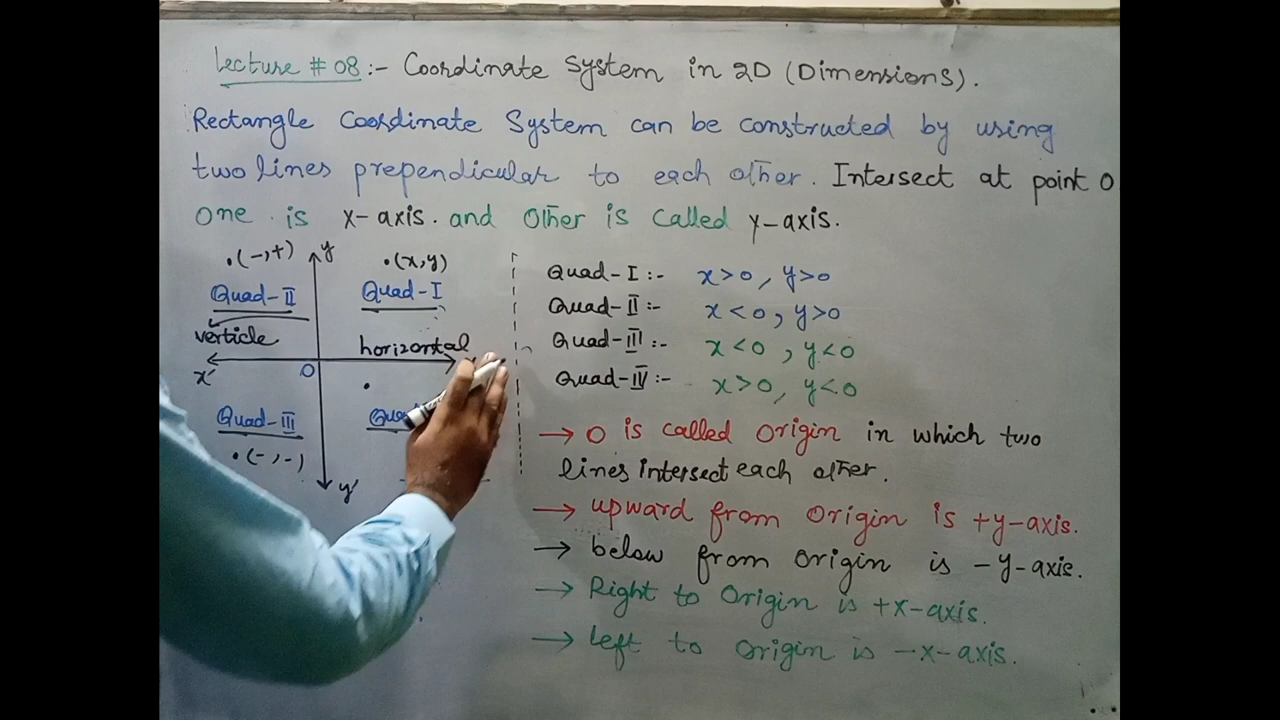 Lecture # 08:- Coordinate System in 2D (Dimensions).
Rectangle Coordinate System can be constructed by using
two lines prependicular to each other. Intersect at point O
one is x-axis. and other is called y-axis.
.(-,+) y .(x,y)
Quad-II Quad-I
verticle horizontal
x' O
Quad-III
.(-,-)
y'
Quad-I:- x>0, y>0
Quad-II:- x<0, y>0
Quad-III:- x<0, y<0
Quad-IV:- x>0, y<0
→ O is called origin in which two
lines intersect each other.
→ upward from origin is +y-axis.
→ below from origin is -y-axis.
→ Right to origin is +x-axis.
→ left to origin is -x-axis.